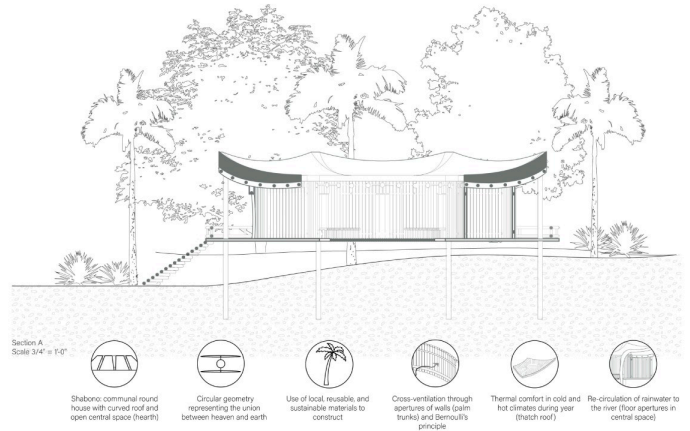 Section A
Scale 3/4" = 1'-0"
Shabono: communal round
house with curved roof and
open central space (hearth)
Circular geometry
representing the union
between heaven and earth
Use of local, reusable, and
sustainable materials to
construct
Cross-ventilation through
apertures of walls (palm
trunks) and Bernoulli's
principle
Thermal comfort in cold and
hot climates during year
(thatch roof)
Re-circulation of rainwater to
the river (floor apertures in
central space)